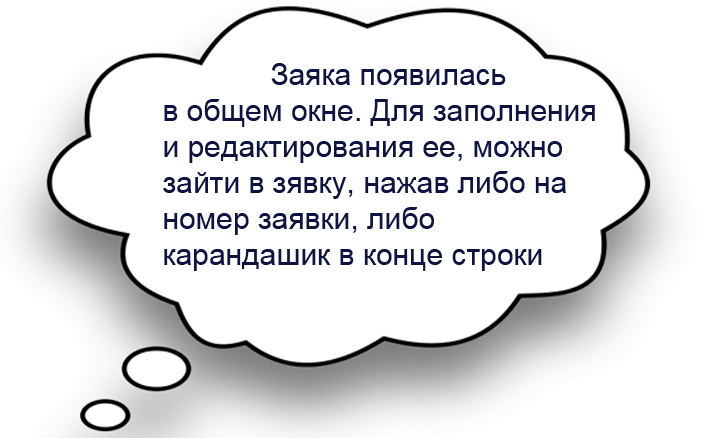 Заяка появилась
в общем окне. Для заполнения
и редактирования ее, можно
зайти в зявку, нажав либо на
номер заявки, либо
карандашик в конце строки